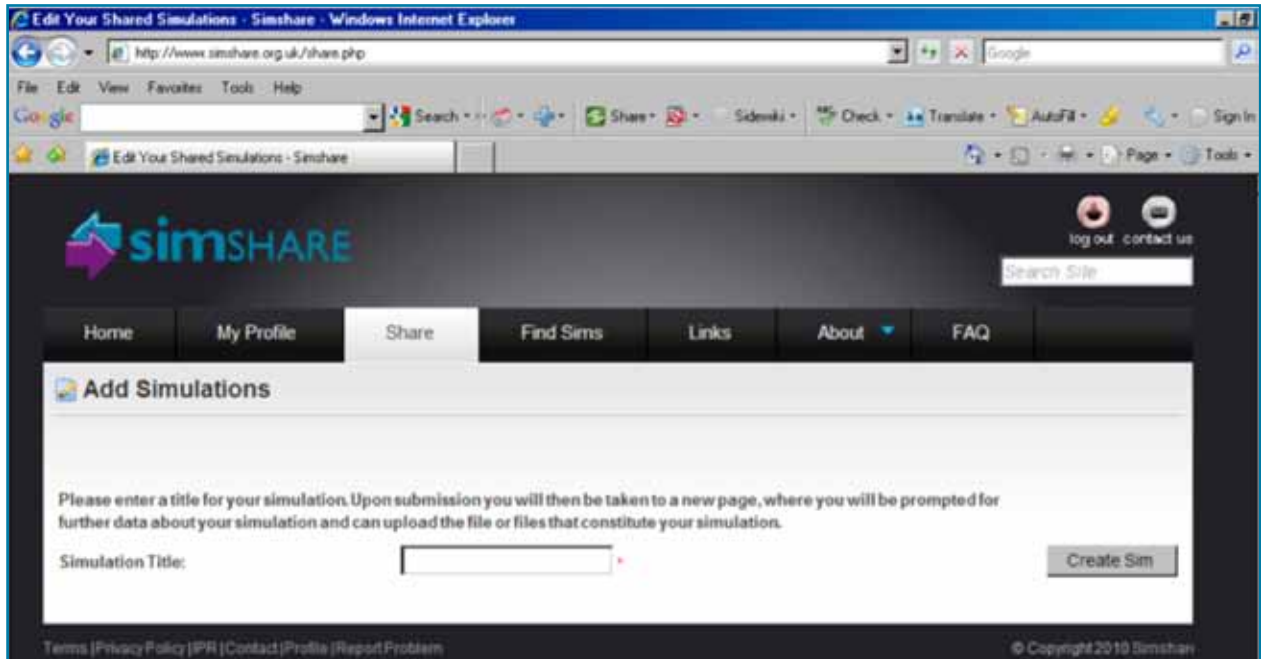 Edit Your Shared Simulations - Simshare - Windows Internet Explorer
http://www.simshare.org.uk/share.php
Google
File Edit View Favorites Tools Help
Google Search Share Sidewiki Check Translate AutoFill Sign In
Edit Your Shared Simulations - Simshare Page Tools
simSHARE
log out contact us
Search Site
Home My Profile Share Find Sims Links About FAQ
Add Simulations
Please enter a title for your simulation. Upon submission you will then be taken to a new page, where you will be prompted for
further data about your simulation and can upload the file or files that constitute your simulation.
Simulation Title: * Create Sim
Terms | Privacy Policy | IPR | Contact | Profile | Report Problem © Copyright 2010 Simshare